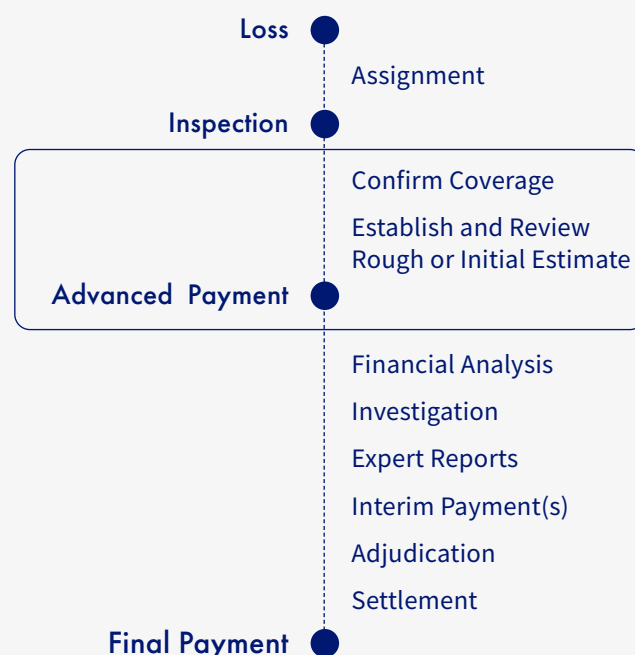 Loss
Assignment
Inspection
Confirm Coverage
Establish and Review
Rough or Initial Estimate
Advanced Payment
Financial Analysis
Investigation
Expert Reports
Interim Payment(s)
Adjudication
Settlement
Final Payment